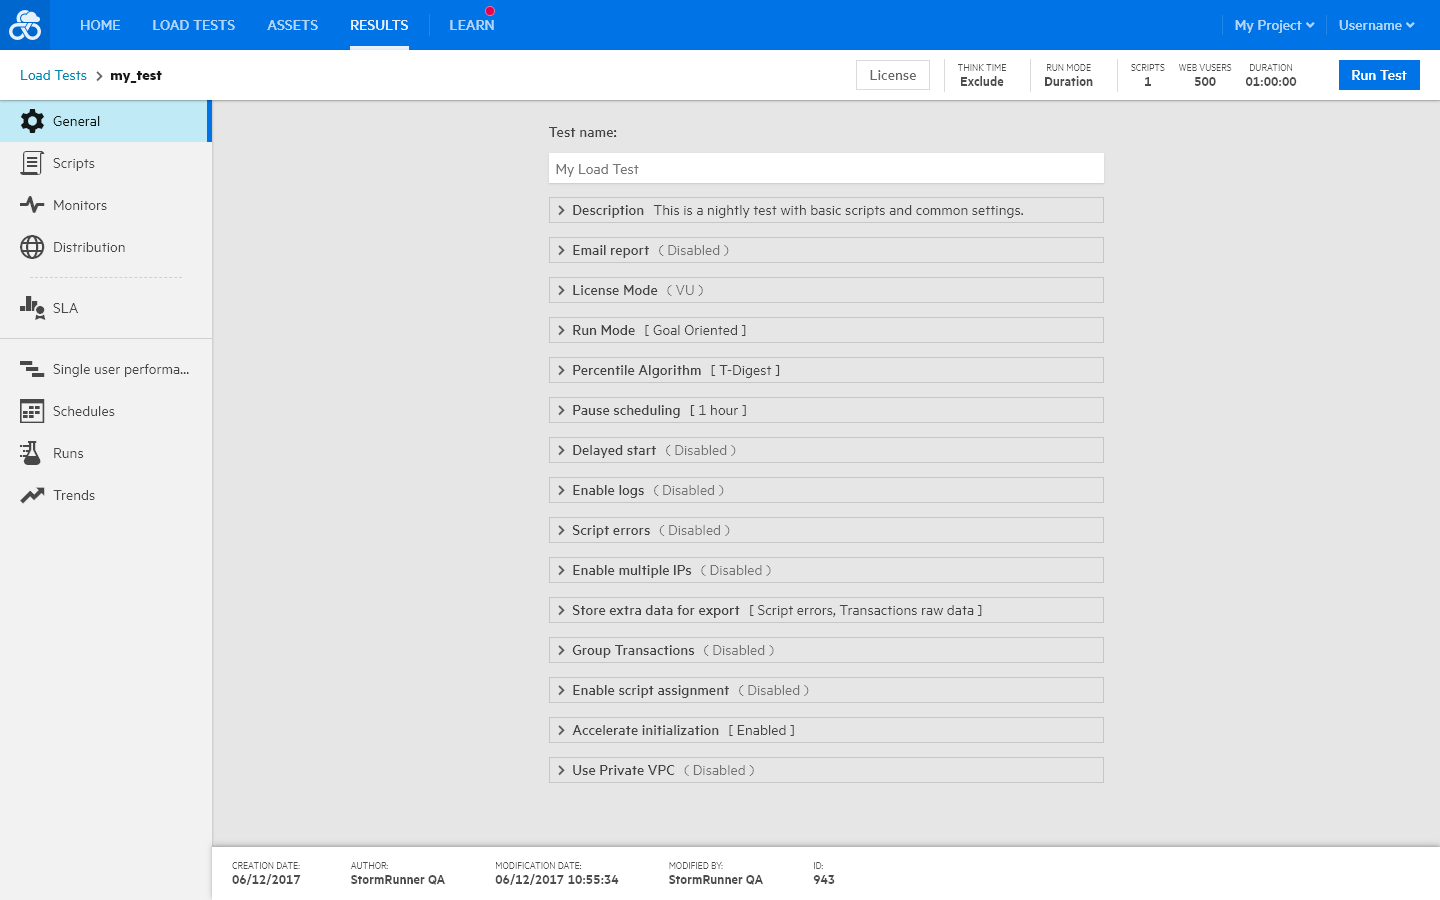 HOME LOAD TESTS ASSETS RESULTS LEARN My Project Username
Load Tests my_test License THINK TIME Exclude RUN MODE Duration SCRIPTS 1 WEB VUSERS 500 DURATION 01:00:00 Run Test
General
Scripts
Monitors
Distribution
SLA
Single user performa...
Schedules
Runs
Trends
Test name:
My Load Test
Description This is a nightly test with basic scripts and common settings.
Email report ( Disabled )
License Mode ( VU )
Run Mode [ Goal Oriented ]
Percentile Algorithm [ T-Digest ]
Pause scheduling [ 1 hour ]
Delayed start ( Disabled )
Enable logs ( Disabled )
Script errors ( Disabled )
Enable multiple IPs ( Disabled )
Store extra data for export [ Script errors, Transactions raw data ]
Group Transactions ( Disabled )
Enable script assignment ( Disabled )
Accelerate initialization [ Enabled ]
Use Private VPC ( Disabled )
CREATION DATE: AUTHOR: MODIFICATION DATE: MODIFIED BY: ID:
06/12/2017 StormRunner QA 06/12/2017 10:55:34 StormRunner QA 943